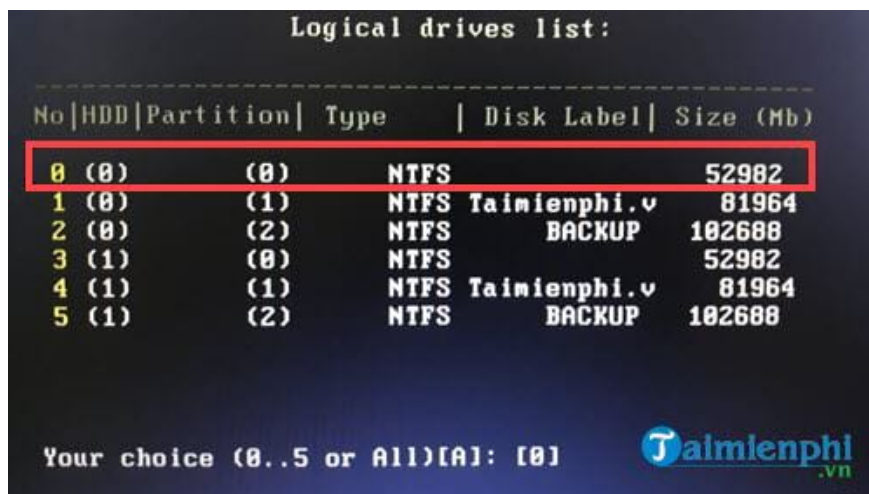 Logical drives list:
No|HDD|Partition| Type | Disk Label| Size (Mb)
0 (0) (0) NTFS 52982
1 (0) (1) NTFS Taimienphi.v 81964
2 (0) (2) NTFS BACKUP 102688
3 (1) (0) NTFS 52982
4 (1) (1) NTFS Taimienphi.v 81964
5 (1) (2) NTFS BACKUP 102688
Your choice (0..5 or All)[A]: [0]
Taimienphi
.vn